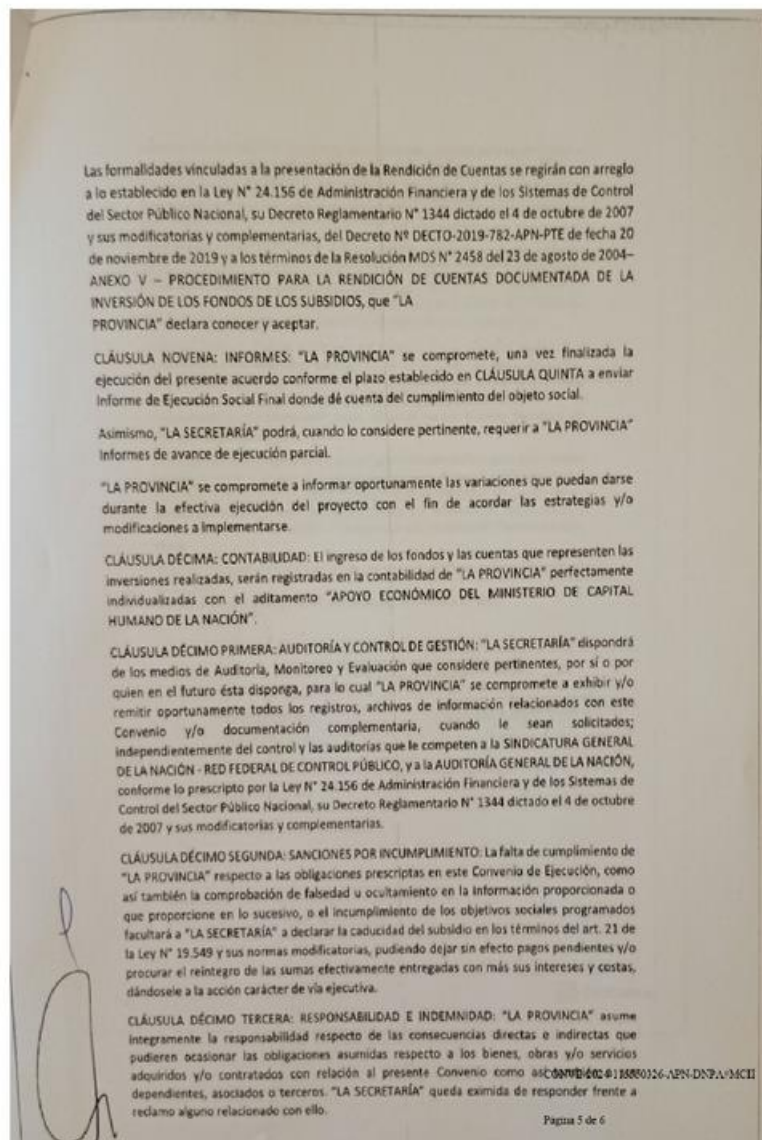 Las formalidades vinculadas a la presentación de la Rendición de Cuentas se regirán con arreglo
a lo establecido en la Ley N° 24.156 de Administración Financiera y de los Sistemas de Control
del Sector Público Nacional, su Decreto Reglamentario N° 1344 dictado el 4 de octubre de 2007
y sus modificatorias y complementarias, del Decreto Nº DECTO-2019-782-APN-PTE de fecha 20
de noviembre de 2019 y a los términos de la Resolución MDS N° 2458 del 23 de agosto de 2004–
ANEXO V – PROCEDIMIENTO PARA LA RENDICIÓN DE CUENTAS DOCUMENTADA DE LA
INVERSIÓN DE LOS FONDOS DE LOS SUBSIDIOS, que "LA
PROVINCIA" declara conocer y aceptar.
CLÁUSULA NOVENA: INFORMES: "LA PROVINCIA" se compromete, una vez finalizada la
ejecución del presente acuerdo conforme el plazo establecido en CLÁUSULA QUINTA a enviar
Informe de Ejecución Social Final donde dé cuenta del cumplimiento del objeto social.
Asimismo, "LA SECRETARÍA" podrá, cuando lo considere pertinente, requerir a "LA PROVINCIA"
Informes de avance de ejecución parcial.
"LA PROVINCIA" se compromete a informar oportunamente las variaciones que puedan darse
durante la efectiva ejecución del proyecto con el fin de acordar las estrategias y/o
modificaciones a implementarse.
CLÁUSULA DÉCIMA: CONTABILIDAD: El ingreso de los fondos y las cuentas que representen las
inversiones realizadas, serán registradas en la contabilidad de "LA PROVINCIA" perfectamente
individualizadas con el aditamento "APOYO ECONÓMICO DEL MINISTERIO DE CAPITAL
HUMANO DE LA NACIÓN".
CLÁUSULA DÉCIMO PRIMERA: AUDITORÍA Y CONTROL DE GESTIÓN: "LA SECRETARÍA" dispondrá
de los medios de Auditoría, Monitoreo y Evaluación que considere pertinentes, por sí o por
quien en el futuro ésta disponga, para lo cual "LA PROVINCIA" se compromete a exhibir y/o
remitir oportunamente todos los registros, archivos de información relacionados con este
Convenio y/o documentación complementaria, cuando le sean solicitados;
independientemente del control y las auditorías que le competen a la SINDICATURA GENERAL
DE LA NACIÓN - RED FEDERAL DE CONTROL PÚBLICO, y a la AUDITORÍA GENERAL DE LA NACIÓN,
conforme lo prescripto por la Ley N° 24.156 de Administración Financiera y de los Sistemas de
Control del Sector Público Nacional, su Decreto Reglamentario N° 1344 dictado el 4 de octubre
de 2007 y sus modificatorias y complementarias.
CLÁUSULA DÉCIMO SEGUNDA: SANCIONES POR INCUMPLIMIENTO: La falta de cumplimiento de
"LA PROVINCIA" respecto a las obligaciones prescriptas en este Convenio de Ejecución, como
así también la comprobación de falsedad u ocultamiento en la información proporcionada o
que proporcione en lo sucesivo, o el incumplimiento de los objetivos sociales programados
facultará a "LA SECRETARÍA" a declarar la caducidad del subsidio en los términos del art. 21 de
la Ley N° 19.549 y sus normas modificatorias, pudiendo dejar sin efecto pagos pendientes y/o
procurar el reintegro de las sumas efectivamente entregadas con más sus intereses y costas,
dándosele a la acción carácter de vía ejecutiva.
CLÁUSULA DÉCIMO TERCERA: RESPONSABILIDAD E INDEMNIDAD: "LA PROVINCIA" asume
íntegramente la responsabilidad respecto de las consecuencias directas e indirectas que
pudieren ocasionar las obligaciones asumidas respecto a los bienes, obras y/o servicios
adquiridos y/o contratados con relación al presente Convenio como
dependientes, asociados o terceros. "LA SECRETARÍA" queda eximida de responder frente a
reclamo alguno relacionado con ello.
Página 5 de 6